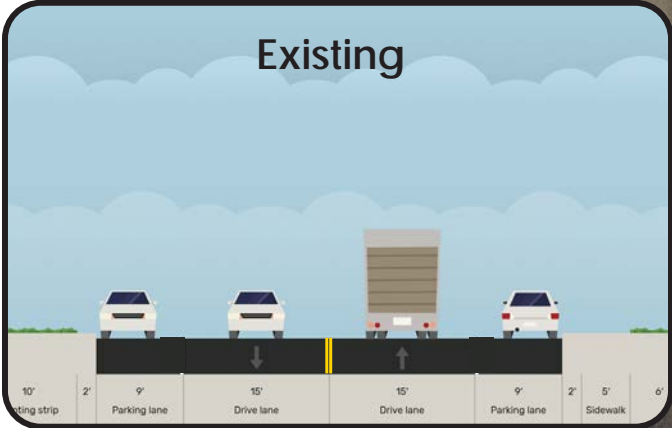 Existing
10' 2' 9' 15' 15' 9' 2' 5' 6'
Parking lane Drive lane Drive lane Parking lane Sidewalk